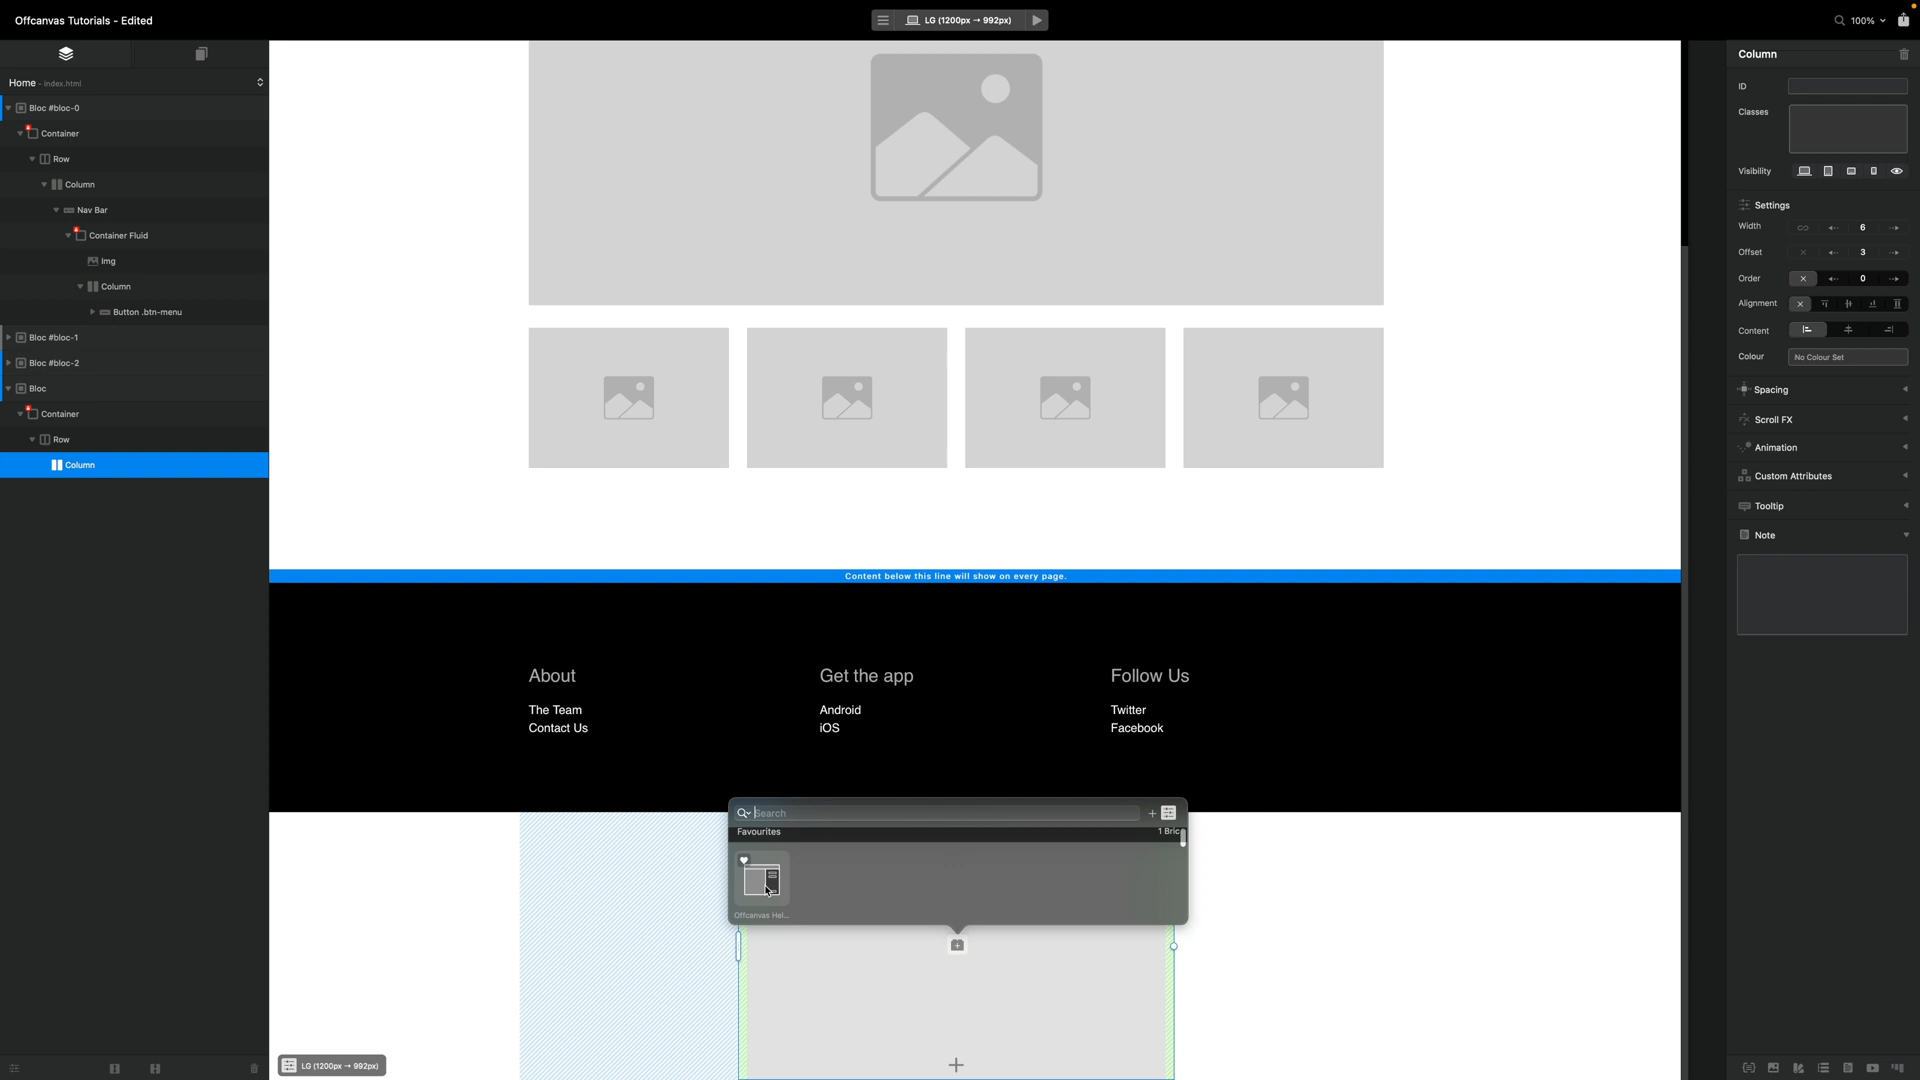 Offcanvas Tutorials - Edited
LG (1200px → 992px)
100%
Home - index.html
Bloc #bloc-0
Container
Row
Column
Nav Bar
Container Fluid
Img
Column
Button .btn-menu
Bloc #bloc-1
Bloc #bloc-2
Bloc
Container
Row
Column
Content below this line will show on every page.
About
The Team
Contact Us
Get the app
Android
iOS
Follow Us
Twitter
Facebook
Search
Favourites
1 Bric
Offcanvas Hel...
LG (1200px → 992px)
Column
ID
Classes
Visibility
Settings
Width 6
Offset 3
Order 0
Alignment
Content
Colour No Colour Set
Spacing
Scroll FX
Animation
Custom Attributes
Tooltip
Note